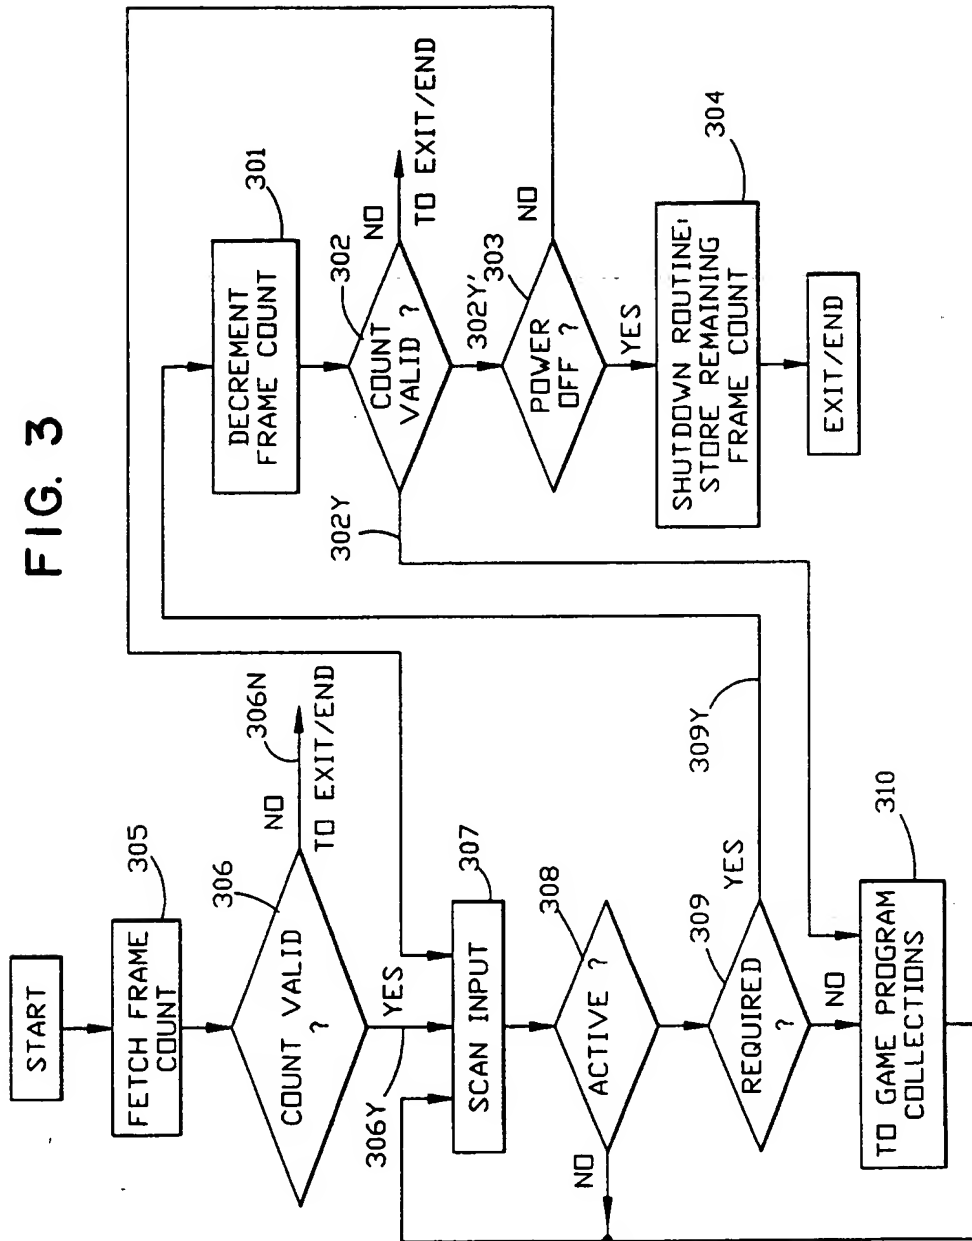 FIG. 3
START
FETCH FRAME
COUNT
305
COUNT VALID
?
306
NO
306N
TO EXIT/END
YES
306Y
SCAN INPUT
307
ACTIVE ?
308
NO
REQUIRED
?
309
YES
309Y
NO
TO GAME PROGRAM
COLLECTIONS
310
DECREMENT
FRAME COUNT
301
COUNT
VALID ?
302
NO
TO EXIT/END
302Y
302Y'
POWER
OFF ?
303
NO
YES
SHUTDOWN ROUTINE;
STORE REMAINING
FRAME COUNT
304
EXIT/END